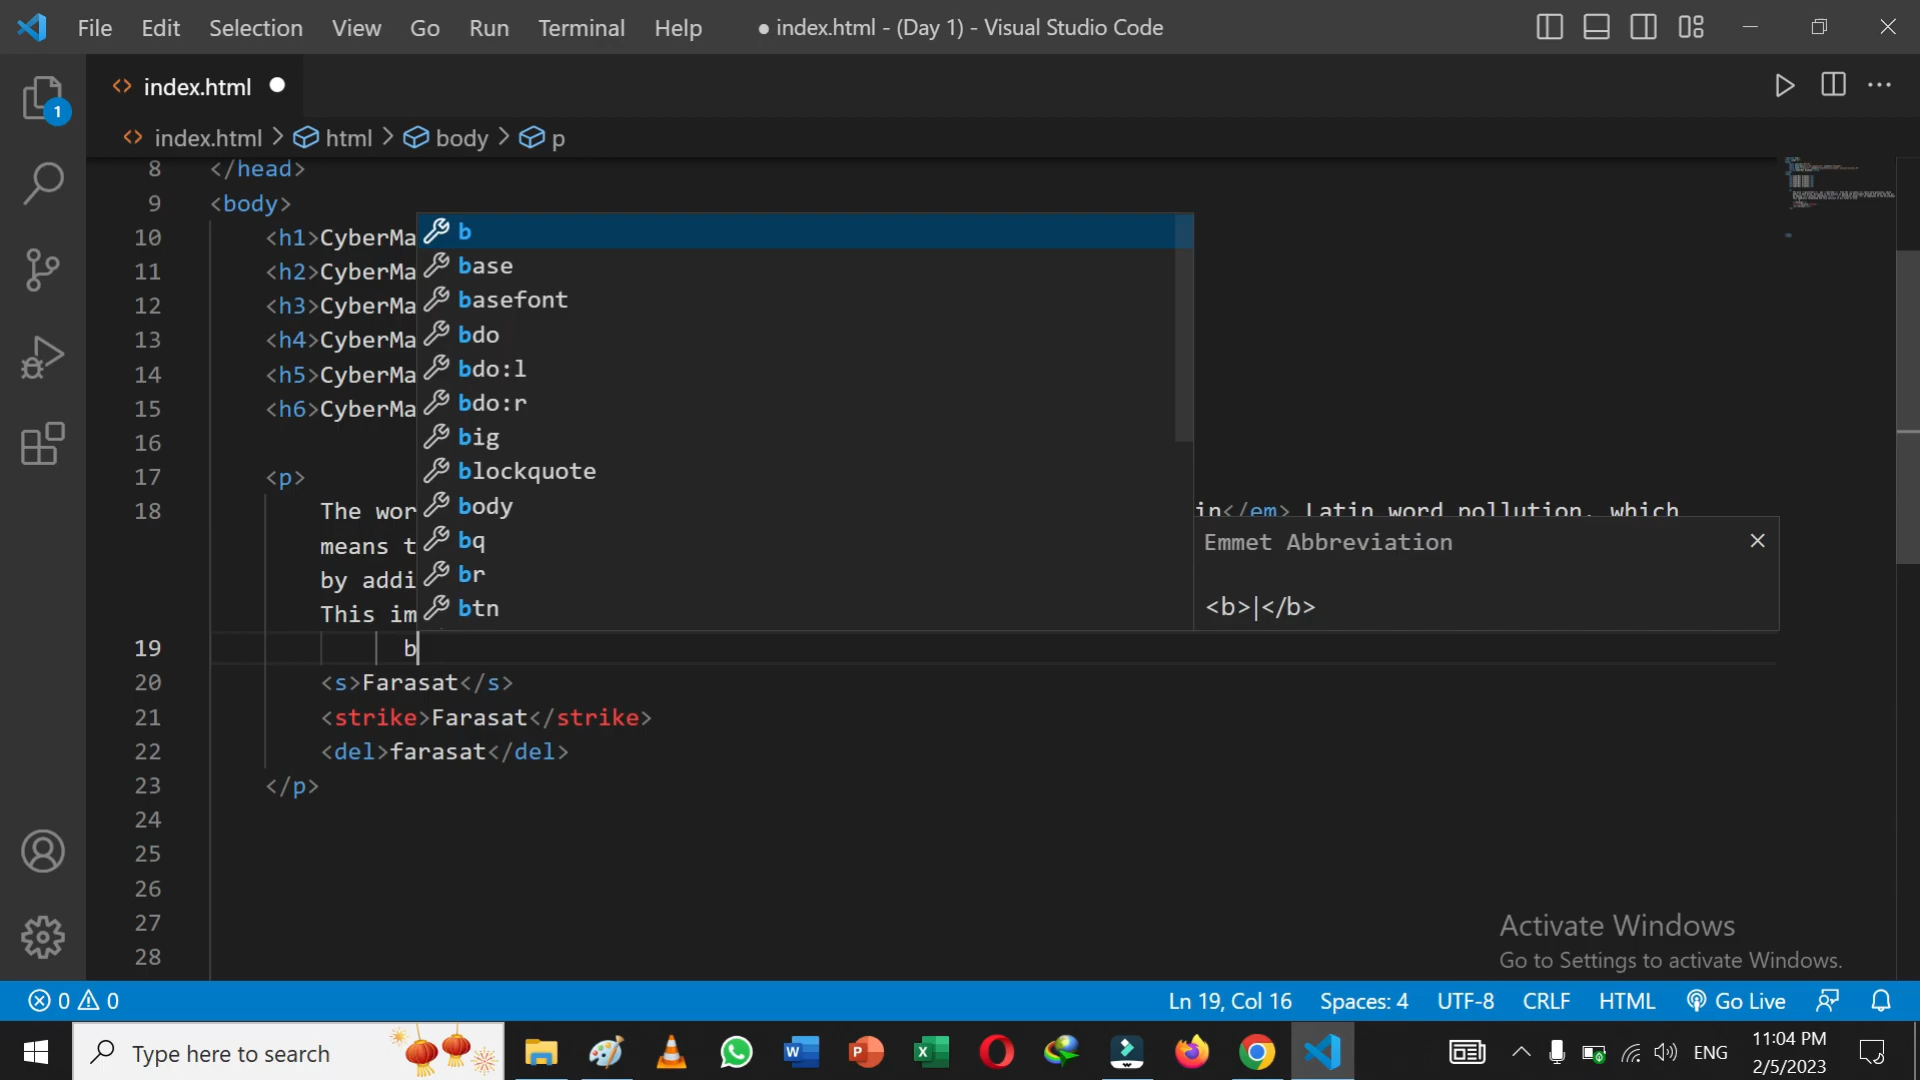 File Edit Selection View Go Run Terminal Help ● index.html - (Day 1) - Visual Studio Code
<> index.html ●
1
<> index.html > html > body > p
8 </head>
9 <body>
10 <h1>CyberMa
11 <h2>CyberMa
12 <h3>CyberMa
13 <h4>CyberMa
14 <h5>CyberMa
15 <h6>CyberMa
16
17 <p>
18 The wor in</em> Latin word pollution, which
means t
by addi
This im
b
base
basefont
bdo
bdo:l
bdo:r
big
blockquote
body
bq
br
btn
Emmet Abbreviation
<b>|</b>
19 b
20 <s>Farasat</s>
21 <strike>Farasat</strike>
22 <del>farasat</del>
23 </p>
24
25
26
27
28
Activate Windows
Go to Settings to activate Windows.
0 0 Ln 19, Col 16 Spaces: 4 UTF-8 CRLF HTML Go Live
Type here to search ENG 11:04 PM
2/5/2023